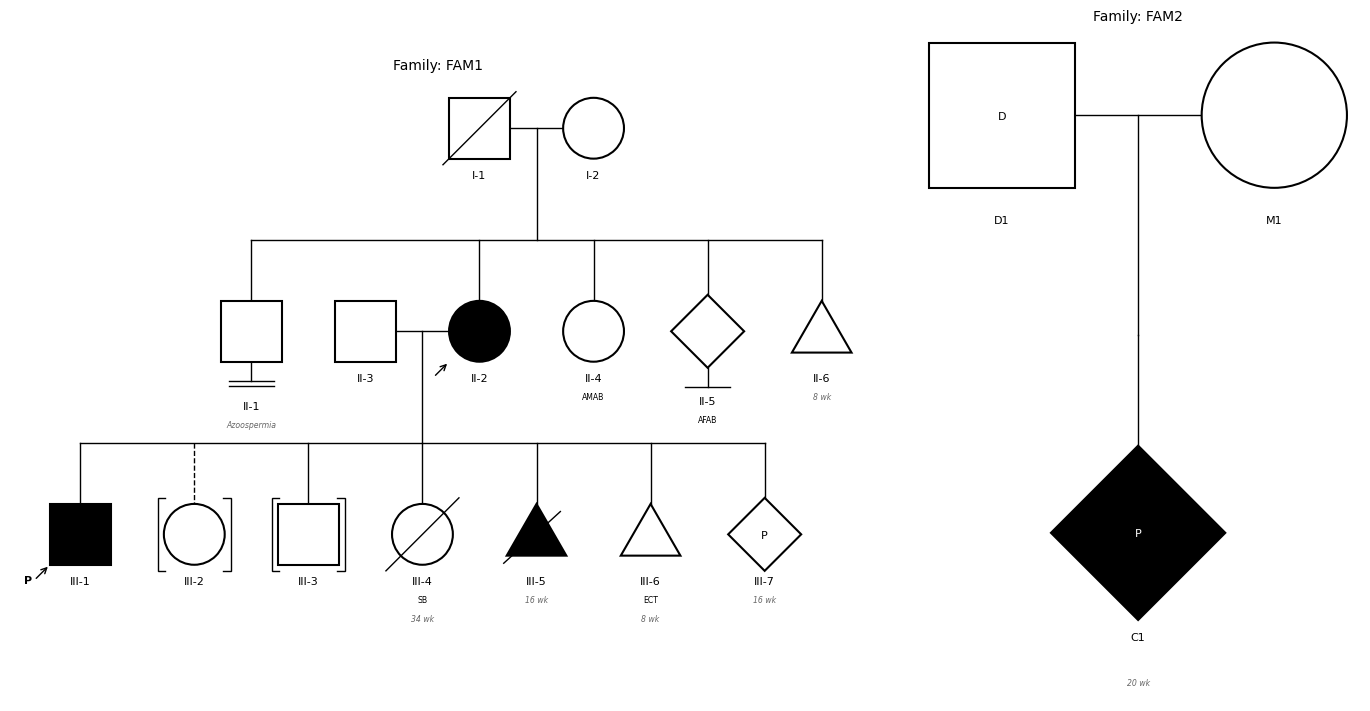 Family: FAM1
I-1
I-2
II-1
Azoospermia
II-3
II-2
II-4
AMAB
II-5
AFAB
II-6
8 wk
P
III-1
III-2
III-3
III-4
SB
34 wk
III-5
16 wk
III-6
ECT
8 wk
P
III-7
16 wk
Family: FAM2
D
D1
M1
P
C1
20 wk